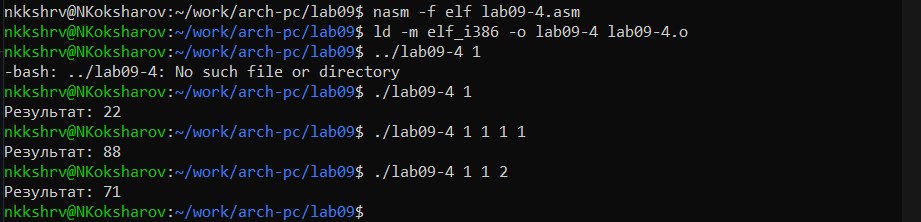 nkkshrv@NKoksharov:~/work/arch-pc/lab09$ nasm -f elf lab09-4.asm
nkkshrv@NKoksharov:~/work/arch-pc/lab09$ ld -m elf_i386 -o lab09-4 lab09-4.o
nkkshrv@NKoksharov:~/work/arch-pc/lab09$ ../lab09-4 1
-bash: ../lab09-4: No such file or directory
nkkshrv@NKoksharov:~/work/arch-pc/lab09$ ./lab09-4 1
Результат: 22
nkkshrv@NKoksharov:~/work/arch-pc/lab09$ ./lab09-4 1 1 1 1
Результат: 88
nkkshrv@NKoksharov:~/work/arch-pc/lab09$ ./lab09-4 1 1 2
Результат: 71
nkkshrv@NKoksharov:~/work/arch-pc/lab09$